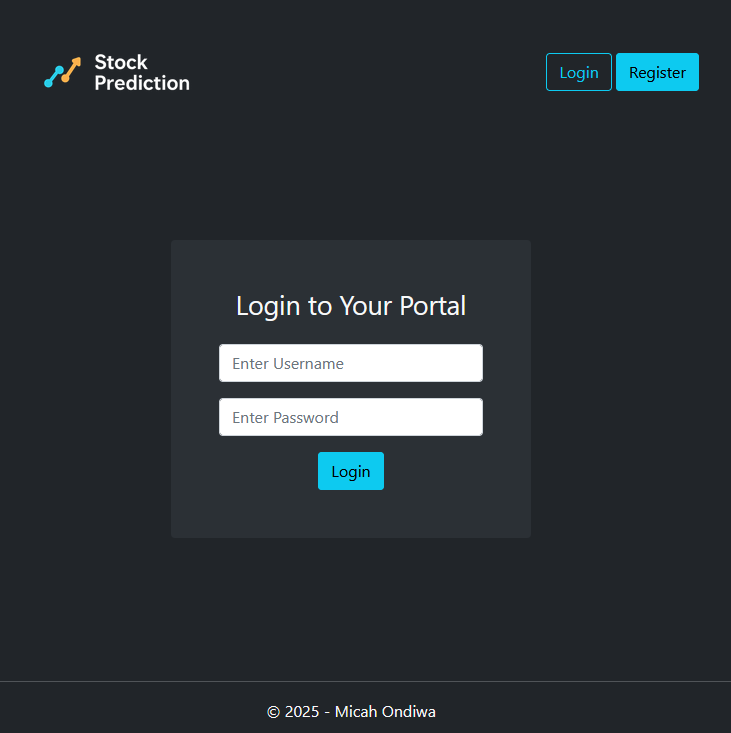 Stock
Prediction
Login
Register
Login to Your Portal
Enter Username
Enter Password
Login
© 2025 - Micah Ondiwa